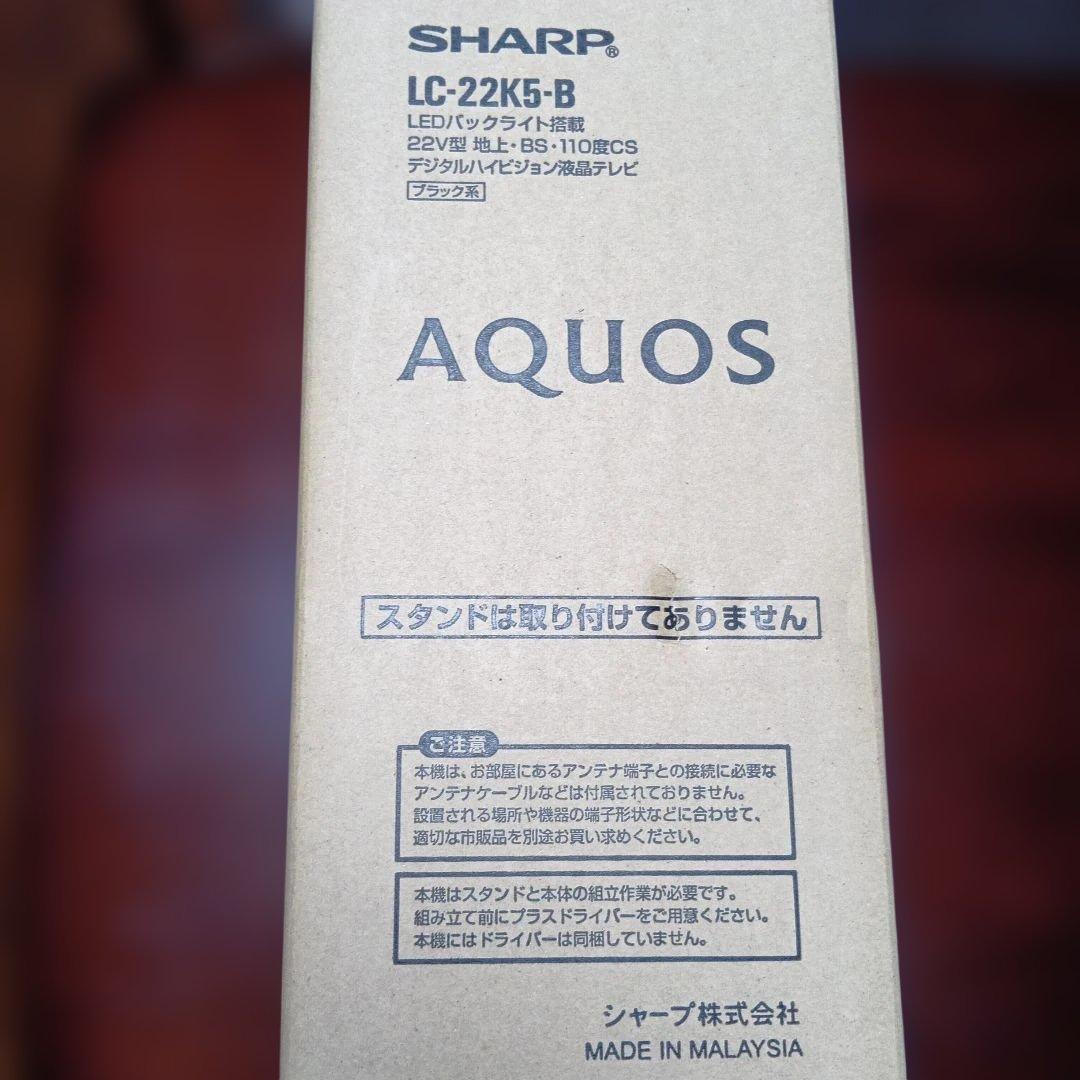 SHARP®
LC-22K5-B
LEDバックライト搭載
22V型 地上・BS・110度CS
デジタルハイビジョン液晶テレビ
ブラック系
AQUOS
スタンドは取り付けてありません
ご注意
本機は、お部屋にあるアンテナ端子との接続に必要な
アンテナケーブルなどは付属されておりません。
設置される場所や機器の端子形状などに合わせて、
適切な市販品を別途お買い求めください。
本機はスタンドと本体の組立作業が必要です。
組み立て前にプラスドライバーをご用意ください。
本機にはドライバーは同梱していません。
シャープ株式会社
MADE IN MALAYSIA